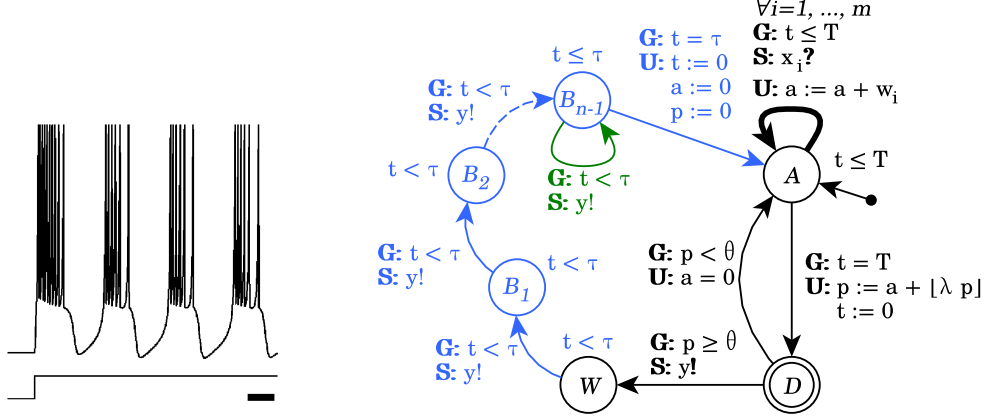 ∀i=1, ..., m
G: t ≤ T
S: x_i?
U: a := a + w_i
G: t = τ
U: t := 0
a := 0
p := 0
t ≤ τ
B_{n-1}
G: t < τ
S: y!
G: t < τ
S: y!
t < τ
B_2
A
t ≤ T
G: t < τ
S: y!
t < τ
B_1
G: p < θ
U: a = 0
G: t = T
U: p := a + ⌊λ p⌋
t := 0
G: t < τ
S: y!
t < τ
W
G: p ≥ θ
S: y!
D